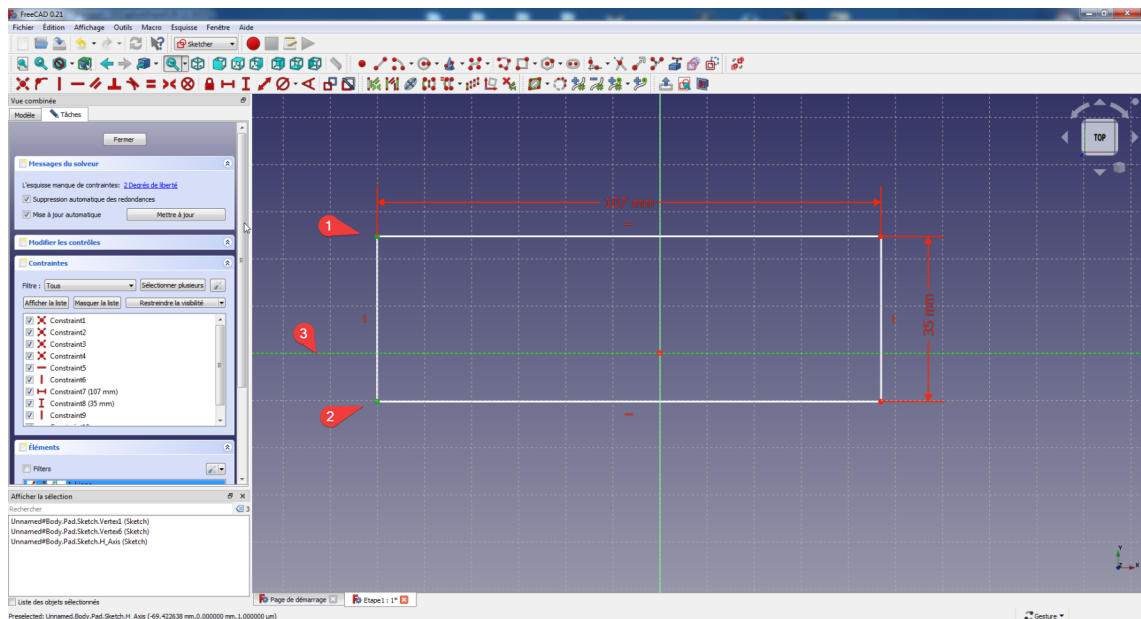 FreeCAD 0.21
Fichier Édition Affichage Outils Macro Esquisse Fenêtre Aide
Sketcher
Vue combinée
Modèle Tâches
Fermer
Messages du solveur
L'esquisse manque de contraintes: 2 Degrés de liberté
Suppression automatique des redondances
Mise à jour automatique Mettre à jour
Modifier les contrôles
Contraintes
Filtre : Tous Sélectionner plusieurs
Afficher la liste Masquer la liste Restreindre la visibilité
Constraint1
Constraint2
Constraint3
Constraint4
Constraint5
Constraint6
Constraint7 (107 mm)
Constraint8 (35 mm)
Constraint9
Éléments
Filters
Afficher la sélection
Rechercher 3
Unnamed#Body.Pad.Sketch.Vertex1 (Sketch)
Unnamed#Body.Pad.Sketch.Vertex6 (Sketch)
Unnamed#Body.Pad.Sketch.H_Axis (Sketch)
Liste des objets sélectionnés
Preselected: Unnamed.Body.Pad.Sketch.H_Axis (-69.422638 mm,0.000000 mm,1.000000 µm)
107 mm
1
35 mm
3
2
TOP
Y
Z X
Page de démarrage Etape1 : 1*
Gesture